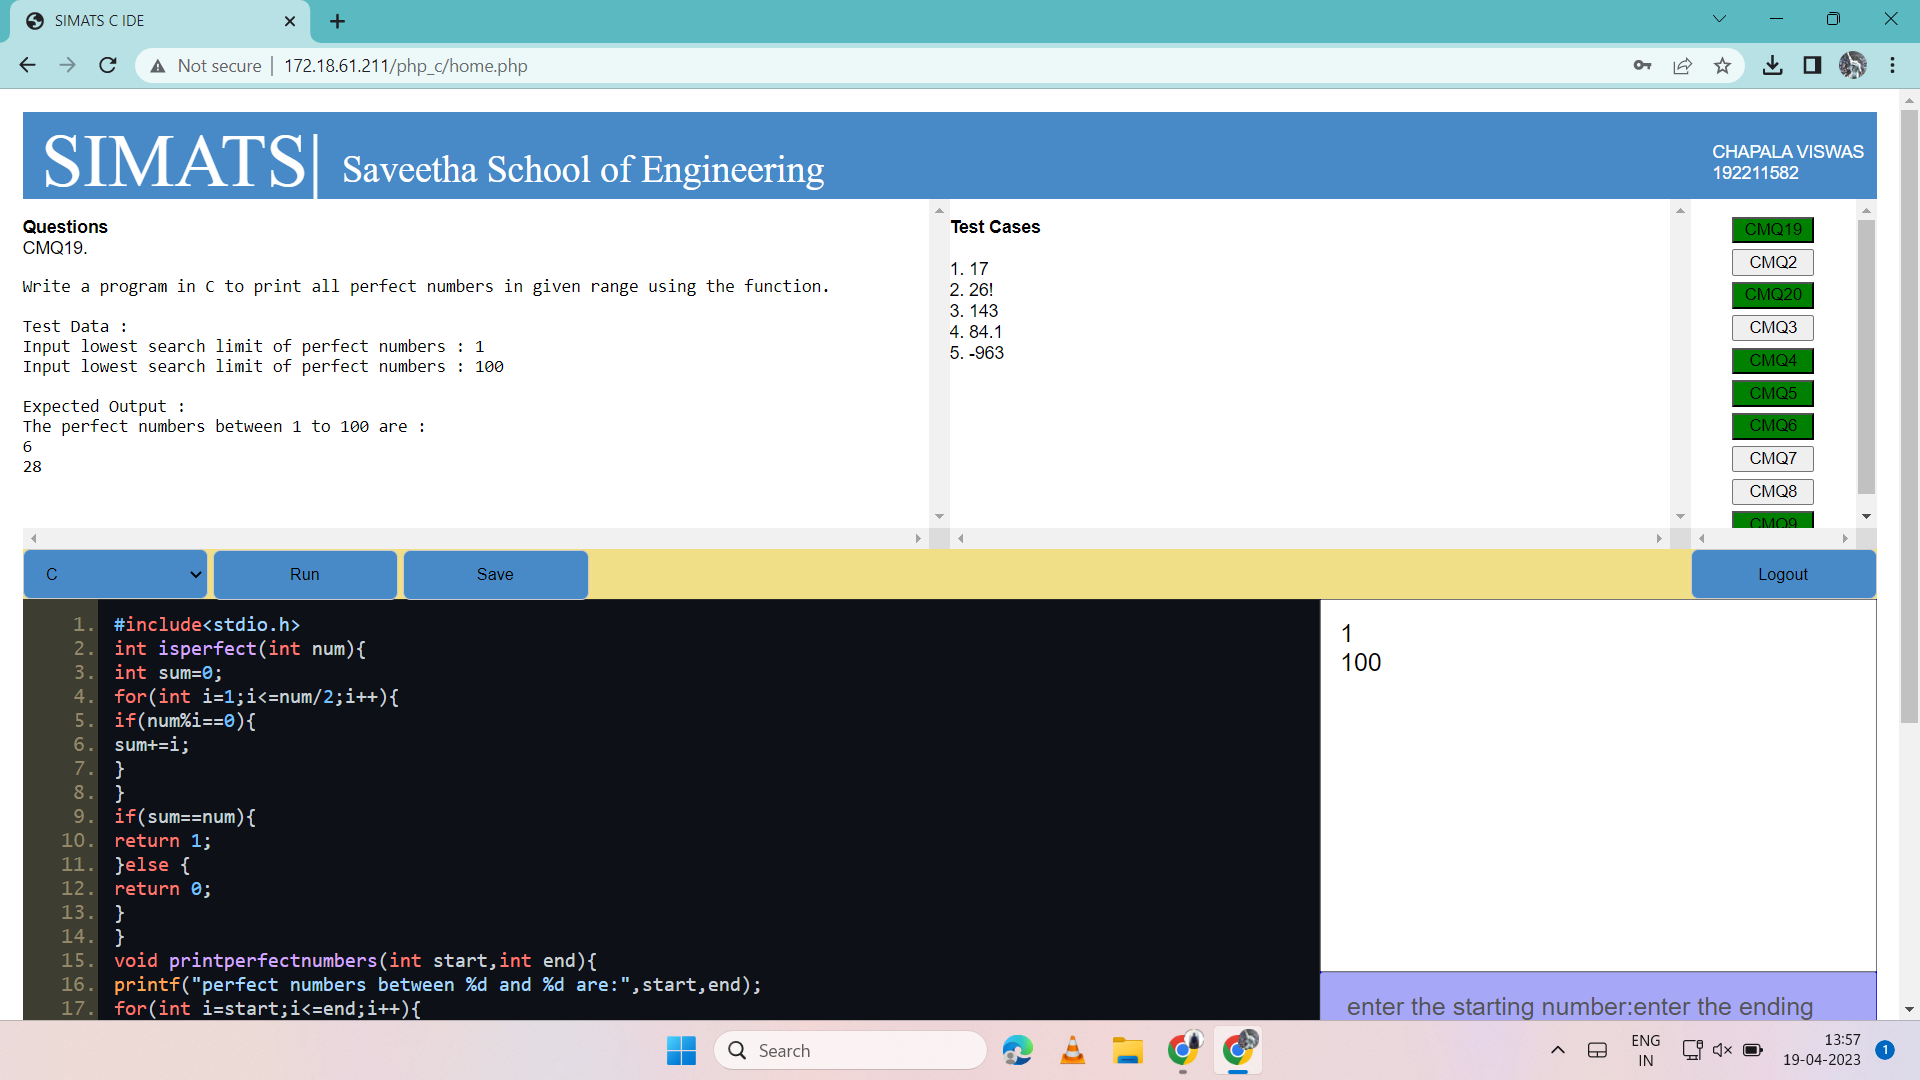 SIMATS C IDE
Not secure | 172.18.61.211/php_c/home.php
SIMATS| Saveetha School of Engineering
CHAPALA VISWAS
192211582
Questions
CMQ19.
Write a program in C to print all perfect numbers in given range using the function.
Test Data :
Input lowest search limit of perfect numbers : 1
Input lowest search limit of perfect numbers : 100
Expected Output :
The perfect numbers between 1 to 100 are :
6
28
Test Cases
1. 17
2. 26!
3. 143
4. 84.1
5. -963
CMQ19
CMQ2
CMQ20
CMQ3
CMQ4
CMQ5
CMQ6
CMQ7
CMQ8
CMQ9
C
Run
Save
Logout
1. #include<stdio.h>
2. int isperfect(int num){
3. int sum=0;
4. for(int i=1;i<=num/2;i++){
5. if(num%i==0){
6. sum+=i;
7. }
8. }
9. if(sum==num){
10. return 1;
11. }else {
12. return 0;
13. }
14. }
15. void printperfectnumbers(int start,int end){
16. printf("perfect numbers between %d and %d are:",start,end);
17. for(int i=start;i<=end;i++){
1
100
enter the starting number:enter the ending
Search
ENG
IN
13:57
19-04-2023
1